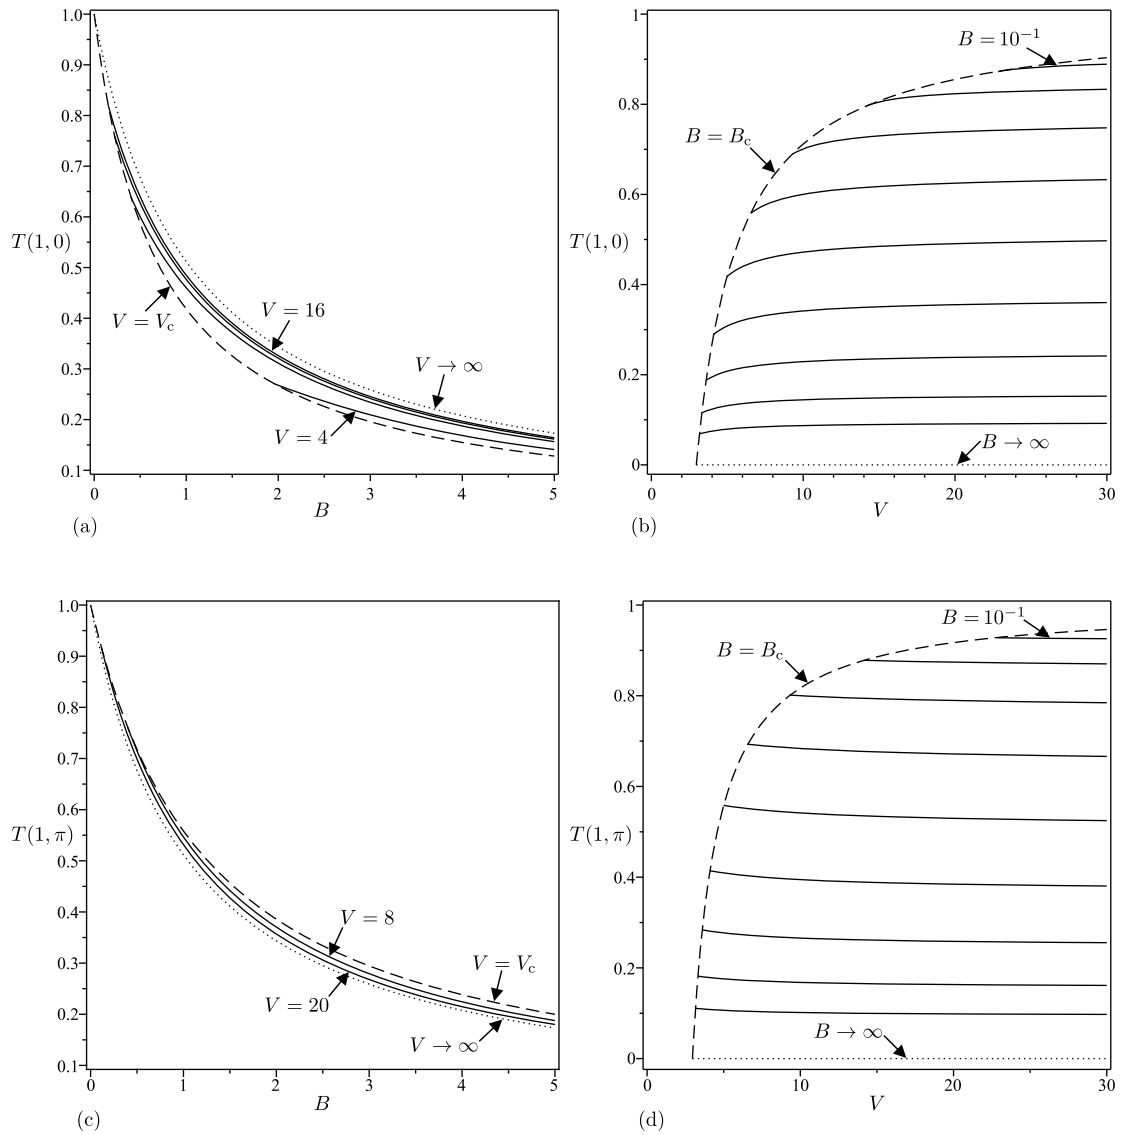 1.0
0.9
0.8
0.7
0.6
T(1, 0)
0.5
0.4
0.3
0.2
0.1
V = V_c
V = 16
V → ∞
V = 4
0 1 2 3 4 5
B
(a)
1
0.8
0.6
T(1, 0)
0.4
0.2
0
B = 10^{-1}
B = B_c
B → ∞
0 10 20 30
V
(b)
1.0
0.9
0.8
0.7
0.6
T(1, π)
0.5
0.4
0.3
0.2
0.1
V = 8
V = V_c
V = 20
V → ∞
0 1 2 3 4 5
B
(c)
1
0.8
0.6
T(1, π)
0.4
0.2
0
B = 10^{-1}
B = B_c
B → ∞
0 10 20 30
V
(d)